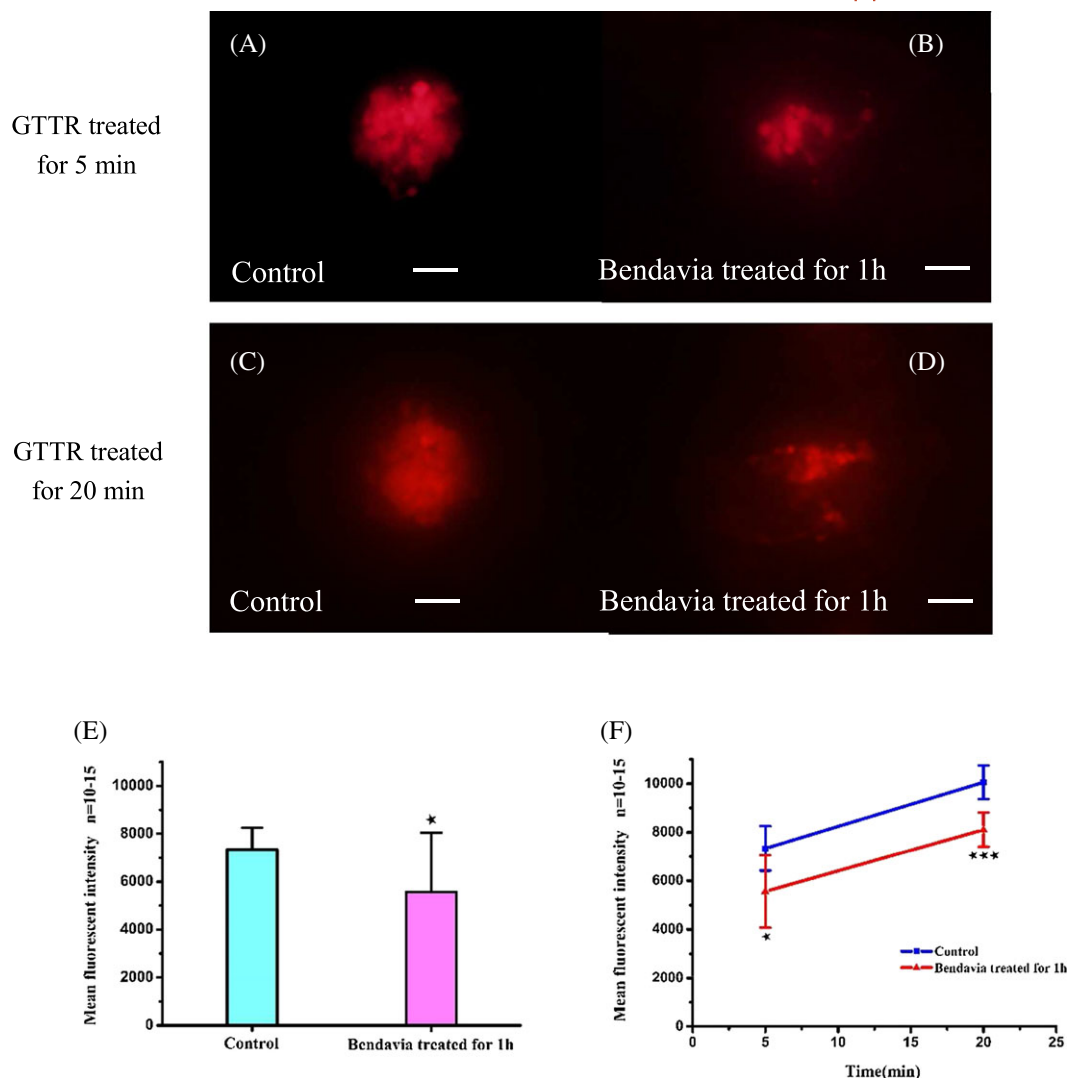 (A)
(B)
GTTR treated
for 5 min
Control
Bendavia treated for 1h
(C)
(D)
GTTR treated
for 20 min
Control
Bendavia treated for 1h
(E)
Mean fluorescent intensity n=10-15
10000
8000
6000
4000
2000
0
★
Control
Bendavia treated for 1h
(F)
Mean fluorescent intensity n=10-15
10000
8000
6000
4000
2000
0
★
★★★
Control
Bendavia treated for 1h
0 5 10 15 20 25
Time(min)